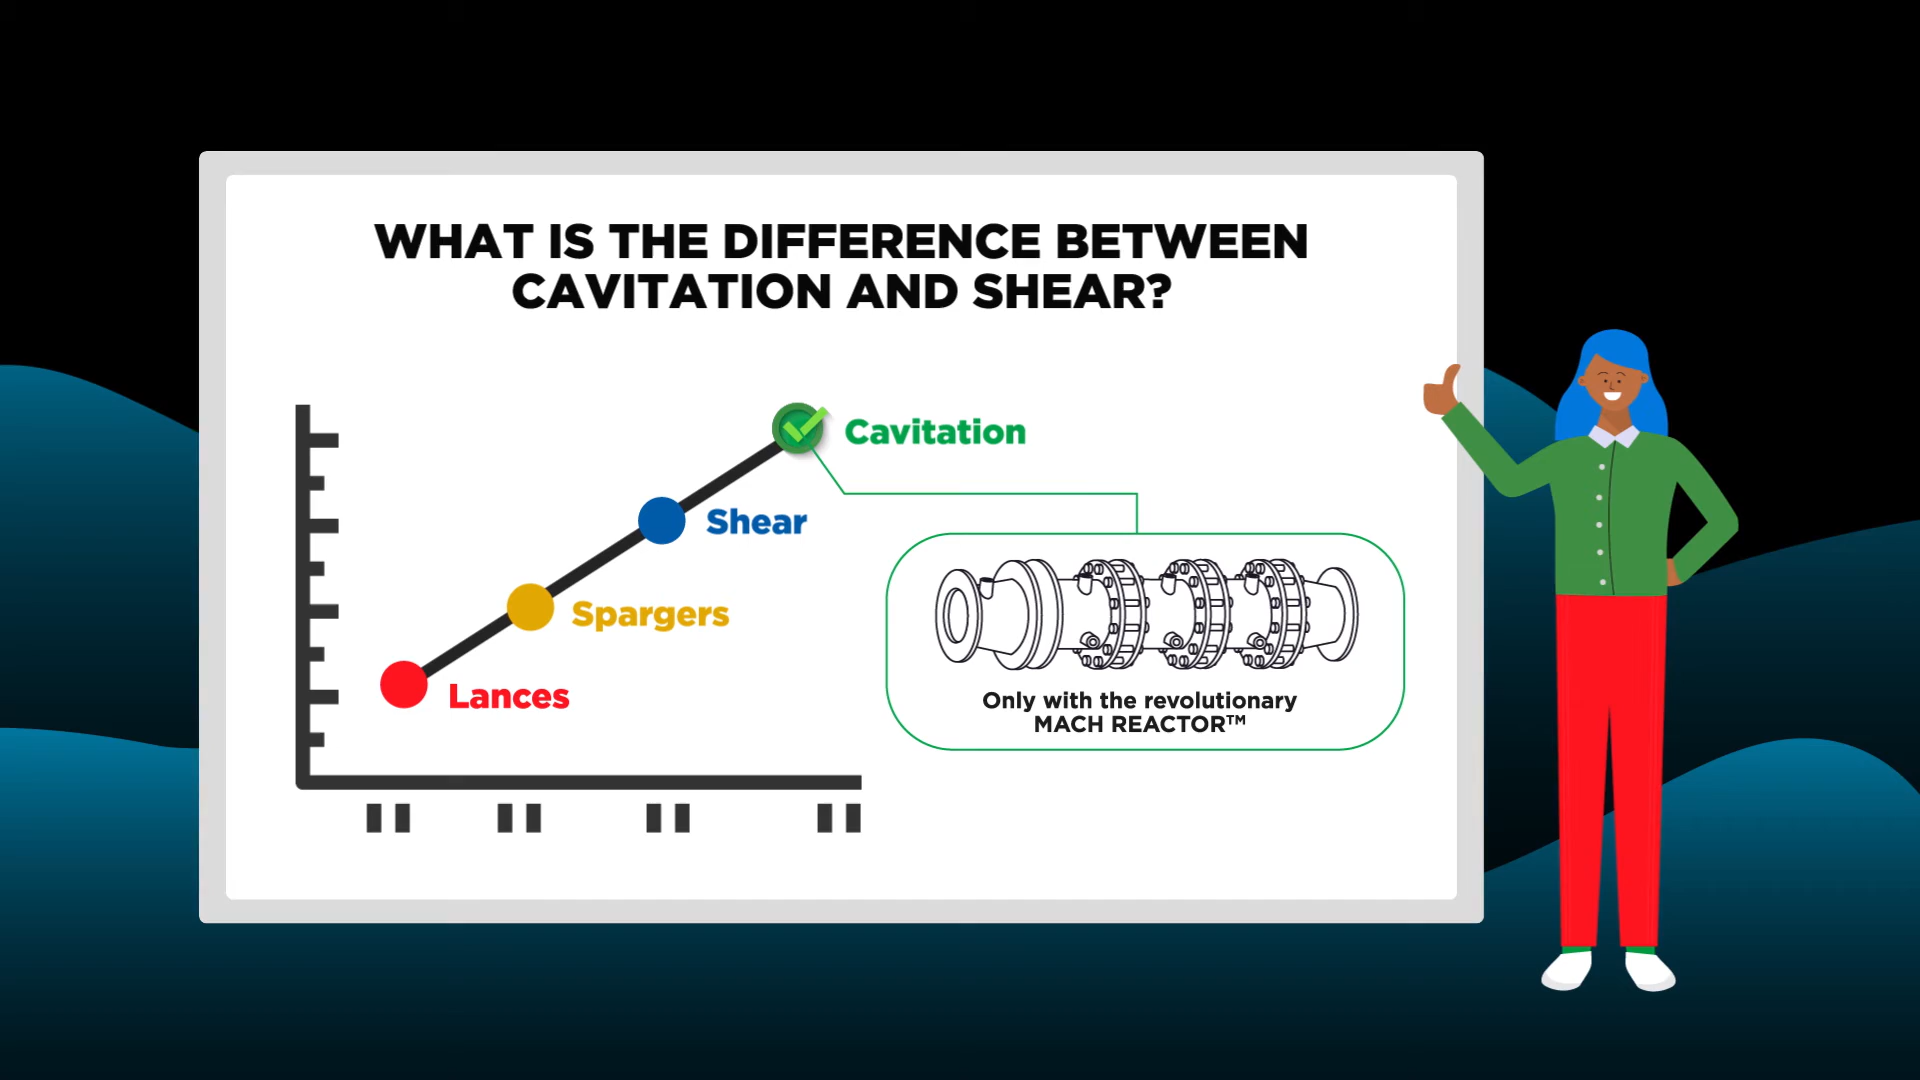 WHAT IS THE DIFFERENCE BETWEEN
CAVITATION AND SHEAR?
Cavitation
Shear
Spargers
Lances
Only with the revolutionary
MACH REACTOR™